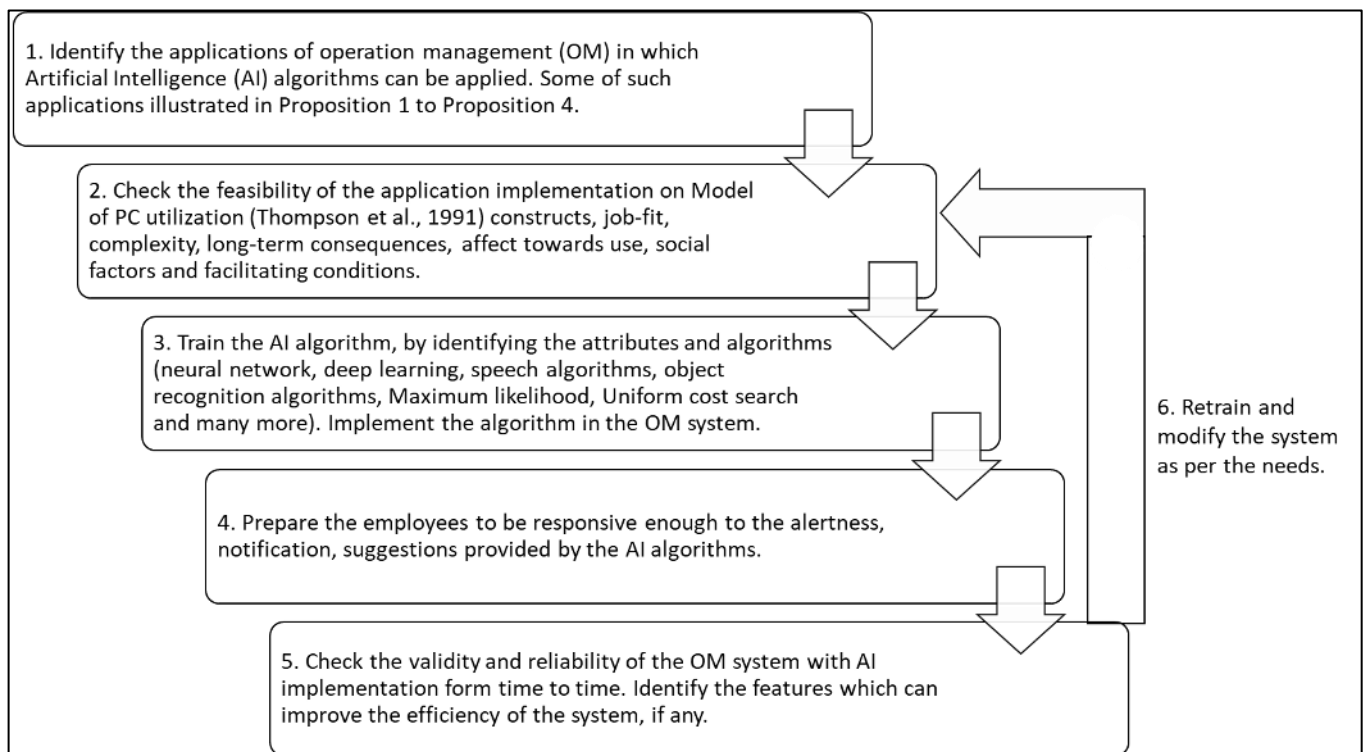 1. Identify the applications of operation management (OM) in which
Artificial Intelligence (AI) algorithms can be applied. Some of such
applications illustrated in Proposition 1 to Proposition 4.
2. Check the feasibility of the application implementation on Model
of PC utilization (Thompson et al., 1991) constructs, job-fit,
complexity, long-term consequences, affect towards use, social
factors and facilitating conditions.
3. Train the AI algorithm, by identifying the attributes and algorithms
(neural network, deep learning, speech algorithms, object
recognition algorithms, Maximum likelihood, Uniform cost search
and many more). Implement the algorithm in the OM system.
4. Prepare the employees to be responsive enough to the alertness,
notification, suggestions provided by the AI algorithms.
5. Check the validity and reliability of the OM system with AI
implementation form time to time. Identify the features which can
improve the efficiency of the system, if any.
6. Retrain and
modify the system
as per the needs.